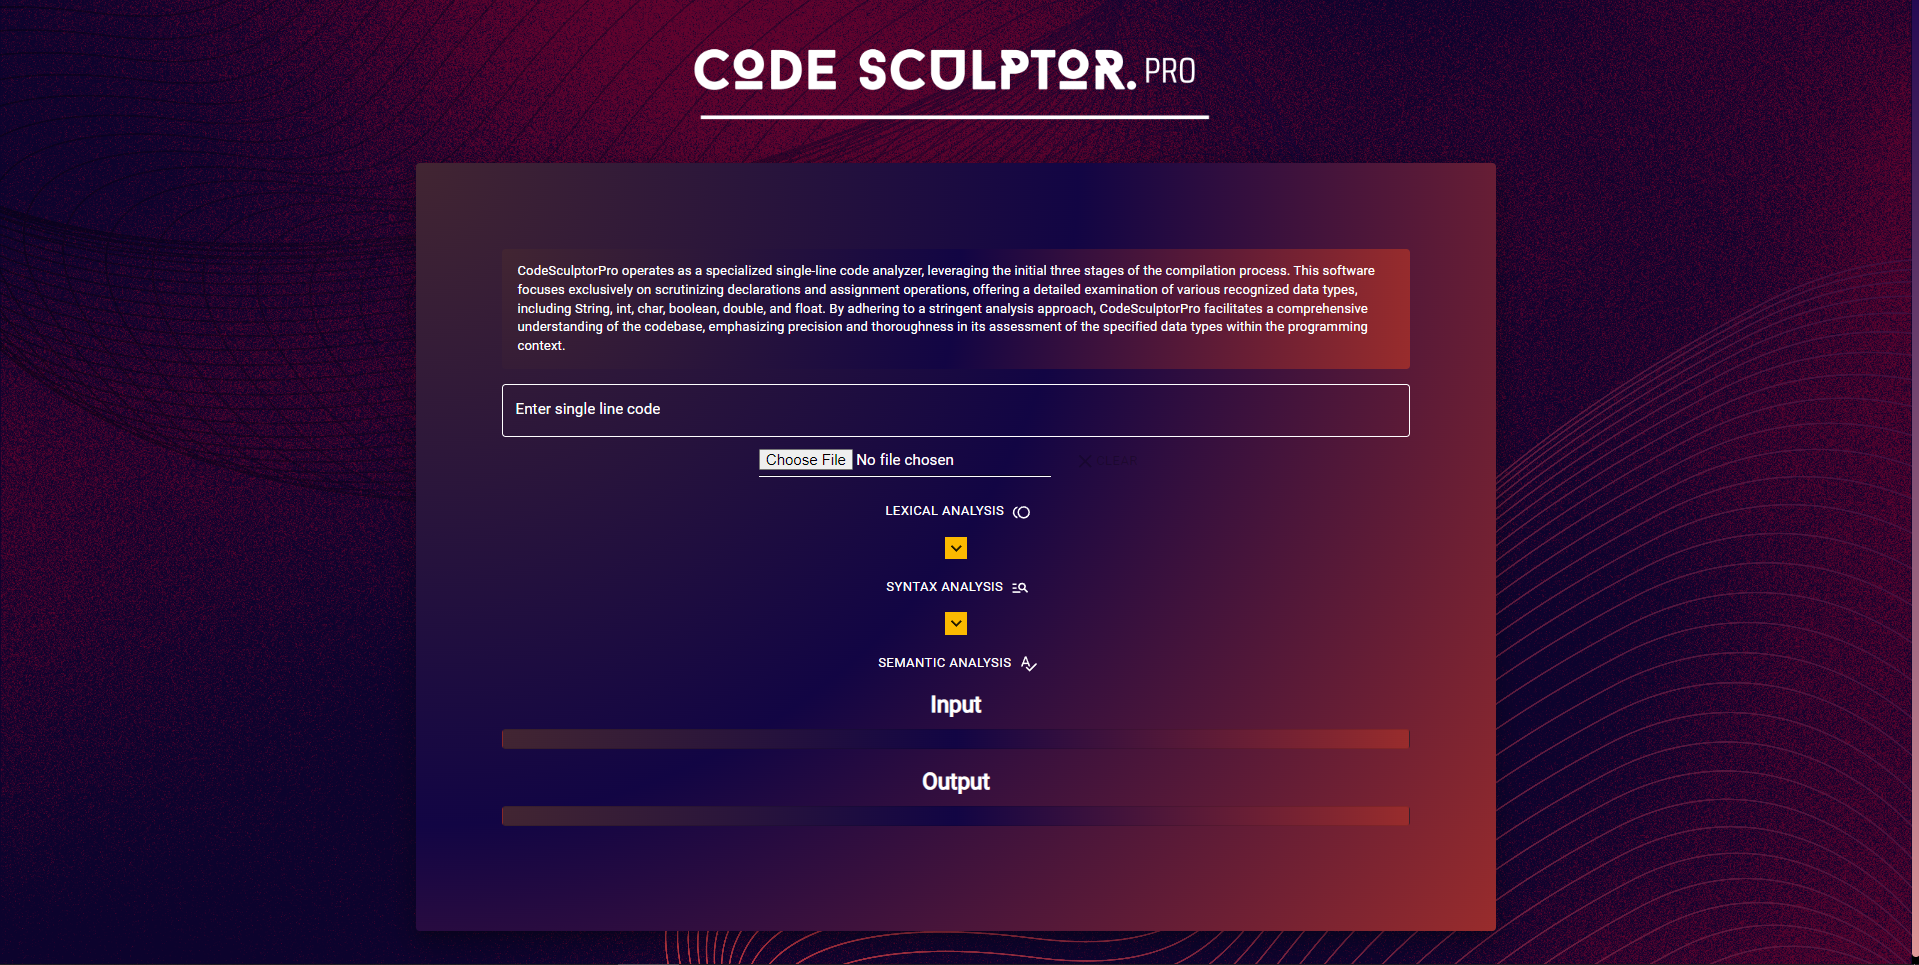 CODE SCULPTOR. PRO
CodeSculptorPro operates as a specialized single-line code analyzer, leveraging the initial three stages of the compilation process. This software
focuses exclusively on scrutinizing declarations and assignment operations, offering a detailed examination of various recognized data types,
including String, int, char, boolean, double, and float. By adhering to a stringent analysis approach, CodeSculptorPro facilitates a comprehensive
understanding of the codebase, emphasizing precision and thoroughness in its assessment of the specified data types within the programming
context.
Enter single line code
Choose File No file chosen CLEAR
LEXICAL ANALYSIS
SYNTAX ANALYSIS
SEMANTIC ANALYSIS
Input
Output